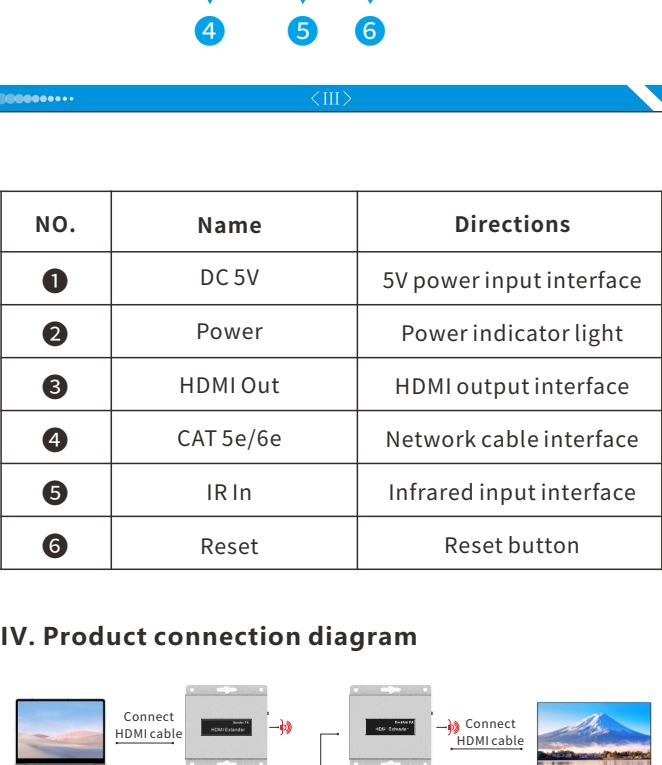 4 5 6
<III>
NO. Name Directions
1 DC 5V 5V power input interface
2 Power Power indicator light
3 HDMI Out HDMI output interface
4 CAT 5e/6e Network cable interface
5 IR In Infrared input interface
6 Reset Reset button
IV. Product connection diagram
Connect
HDMI cable
HDMI Extender
Connect
HDMI cable